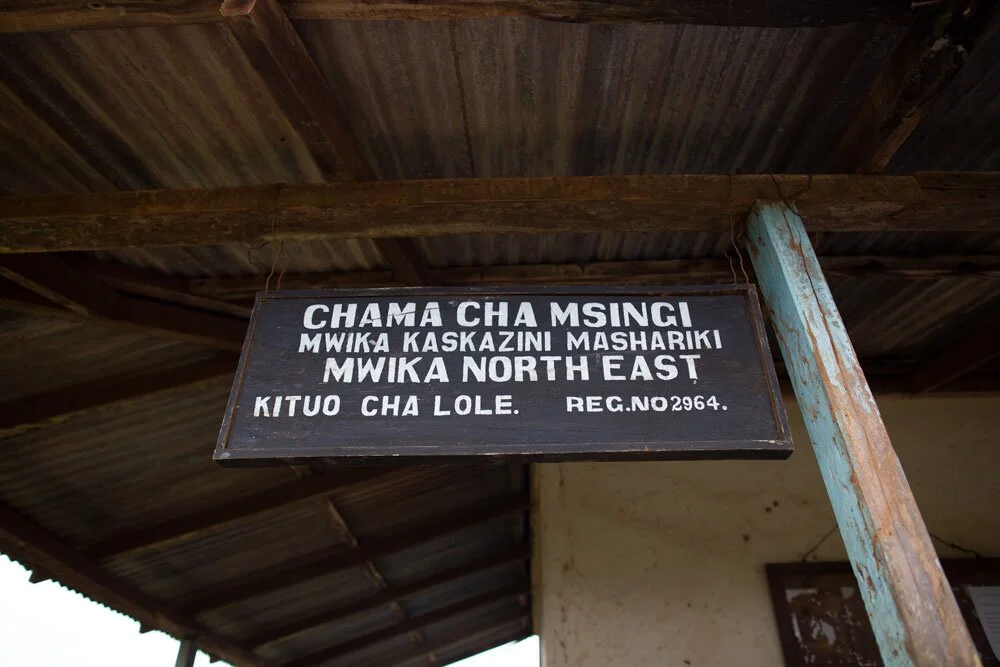 CHAMA CHA MSINGI
MWIKA KASKAZINI MASHARIKI
MWIKA NORTH EAST
KITUO CHA LOLE. REG.NO2964.